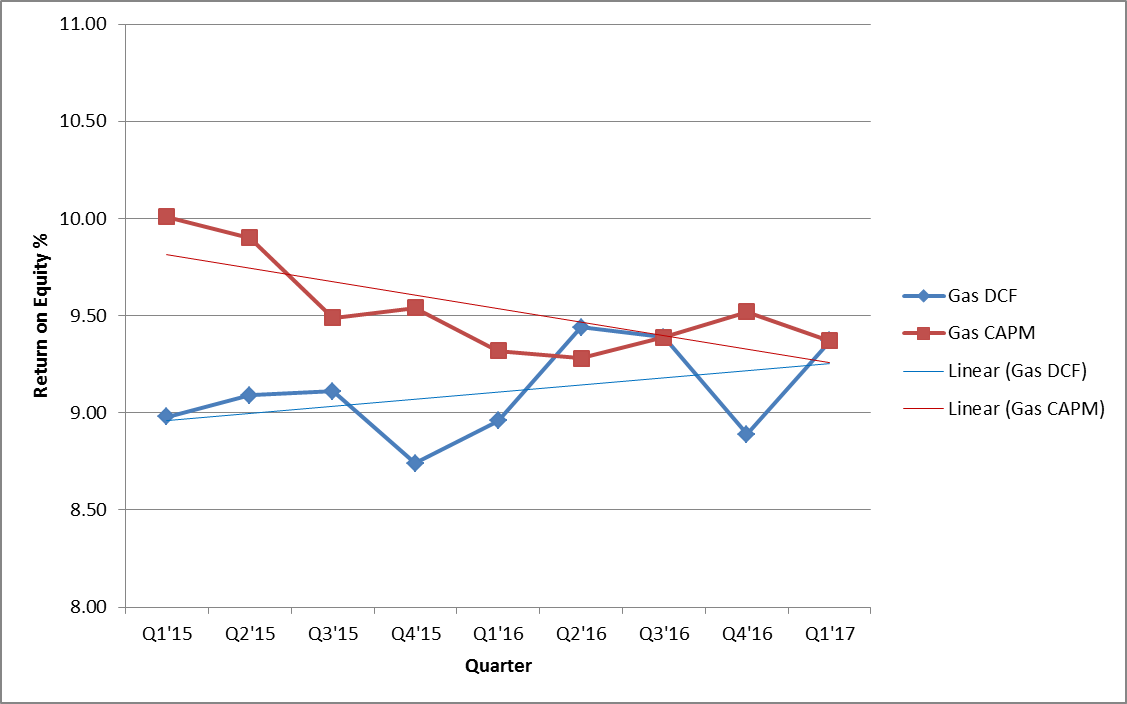 11.00
10.50
10.00
9.50
9.00
8.50
8.00
Return on Equity %
Q1'15 Q2'15 Q3'15 Q4'15 Q1'16 Q2'16 Q3'16 Q4'16 Q1'17
Quarter
Gas DCF
Gas CAPM
Linear (Gas DCF)
Linear (Gas CAPM)